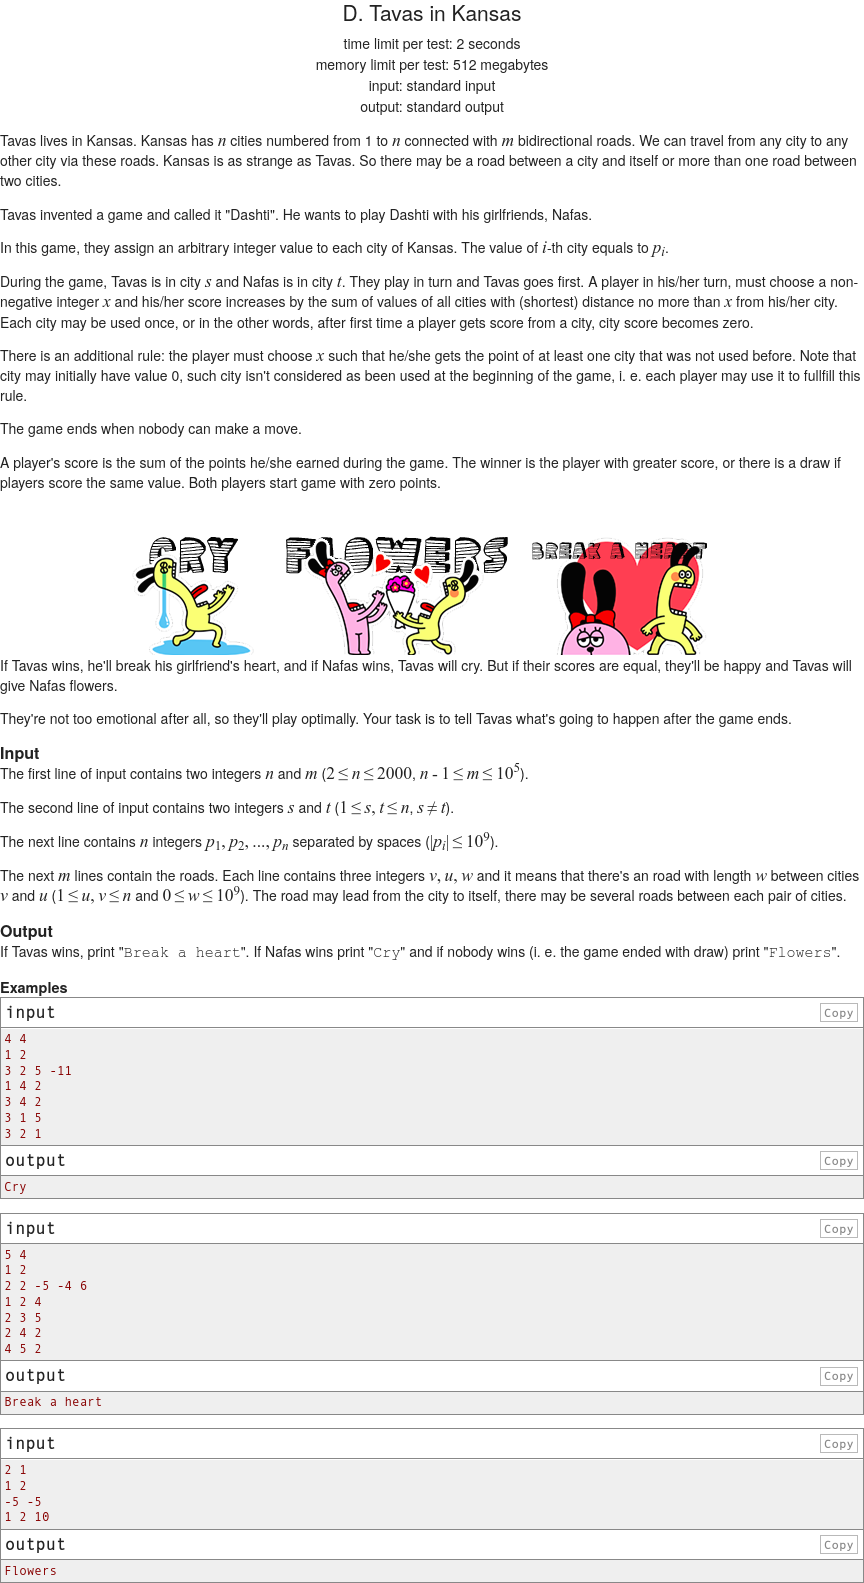 D. Tavas in Kansas
time limit per test: 2 seconds
memory limit per test: 512 megabytes
input: standard input
output: standard output
Tavas lives in Kansas. Kansas has n cities numbered from 1 to n connected with m bidirectional roads. We can travel from any city to any
other city via these roads. Kansas is as strange as Tavas. So there may be a road between a city and itself or more than one road between
two cities.
Tavas invented a game and called it "Dashti". He wants to play Dashti with his girlfriends, Nafas.
In this game, they assign an arbitrary integer value to each city of Kansas. The value of i-th city equals to p_i.
During the game, Tavas is in city s and Nafas is in city t. They play in turn and Tavas goes first. A player in his/her turn, must choose a non-
negative integer x and his/her score increases by the sum of values of all cities with (shortest) distance no more than x from his/her city.
Each city may be used once, or in the other words, after first time a player gets score from a city, city score becomes zero.
There is an additional rule: the player must choose x such that he/she gets the point of at least one city that was not used before. Note that
city may initially have value 0, such city isn't considered as been used at the beginning of the game, i. e. each player may use it to fullfill this
rule.
The game ends when nobody can make a move.
A player's score is the sum of the points he/she earned during the game. The winner is the player with greater score, or there is a draw if
players score the same value. Both players start game with zero points.
CRY FLOWERS BREAK A HEART
If Tavas wins, he'll break his girlfriend's heart, and if Nafas wins, Tavas will cry. But if their scores are equal, they'll be happy and Tavas will
give Nafas flowers.
They're not too emotional after all, so they'll play optimally. Your task is to tell Tavas what's going to happen after the game ends.
Input
The first line of input contains two integers n and m (2 ≤ n ≤ 2000, n - 1 ≤ m ≤ 10^5).
The second line of input contains two integers s and t (1 ≤ s, t ≤ n, s ≠ t).
The next line contains n integers p_1, p_2, ..., p_n separated by spaces (|p_i| ≤ 10^9).
The next m lines contain the roads. Each line contains three integers v, u, w and it means that there's an road with length w between cities
v and u (1 ≤ u, v ≤ n and 0 ≤ w ≤ 10^9). The road may lead from the city to itself, there may be several roads between each pair of cities.
Output
If Tavas wins, print "Break a heart". If Nafas wins print "Cry" and if nobody wins (i. e. the game ended with draw) print "Flowers".
Examples
input Copy
4 4
1 2
3 2 5 -11
1 4 2
3 4 2
3 1 5
3 2 1
output Copy
Cry
input Copy
5 4
1 2
2 2 -5 -4 6
1 2 4
2 3 5
2 4 2
4 5 2
output Copy
Break a heart
input Copy
2 1
1 2
-5 -5
1 2 10
output Copy
Flowers